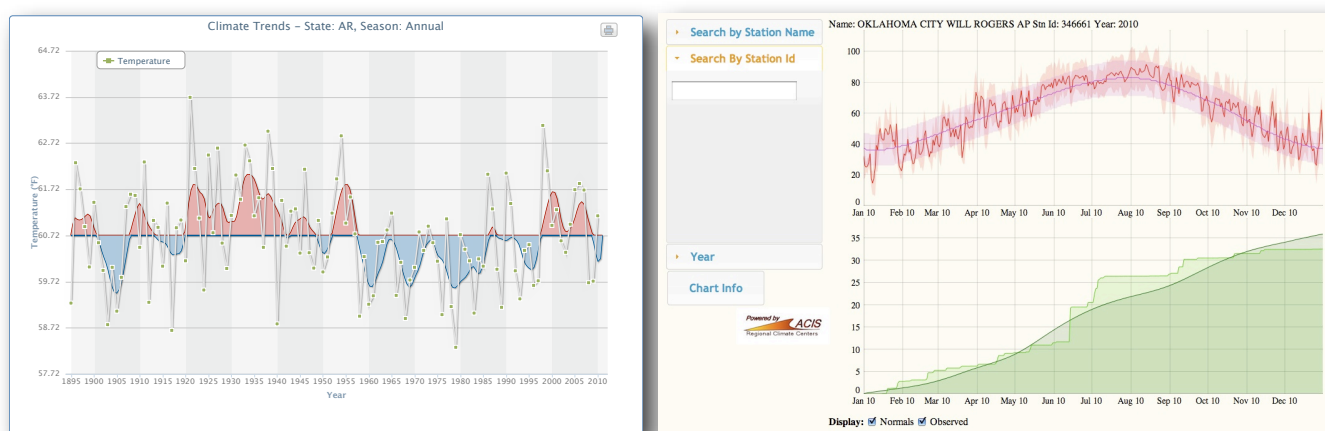 Climate Trends – State: AR, Season: Annual
Temperature
Temperature (°F)
64.72
63.72
62.72
61.72
60.72
59.72
58.72
57.72
1895 1900 1905 1910 1915 1920 1925 1930 1935 1940 1945 1950 1955 1960 1965 1970 1975 1980 1985 1990 1995 2000 2005 2010
Year
Search by Station Name
Search By Station Id
Year
Chart Info
Powered by
ACIS
Regional Climate Centers
Name: OKLAHOMA CITY WILL ROGERS AP Stn Id: 346661 Year: 2010
100
80
60
40
20
0
Jan 10 Feb 10 Mar 10 Apr 10 May 10 Jun 10 Jul 10 Aug 10 Sep 10 Oct 10 Nov 10 Dec 10
35
30
25
20
15
10
5
0
Jan 10 Feb 10 Mar 10 Apr 10 May 10 Jun 10 Jul 10 Aug 10 Sep 10 Oct 10 Nov 10 Dec 10
Display: Normals Observed